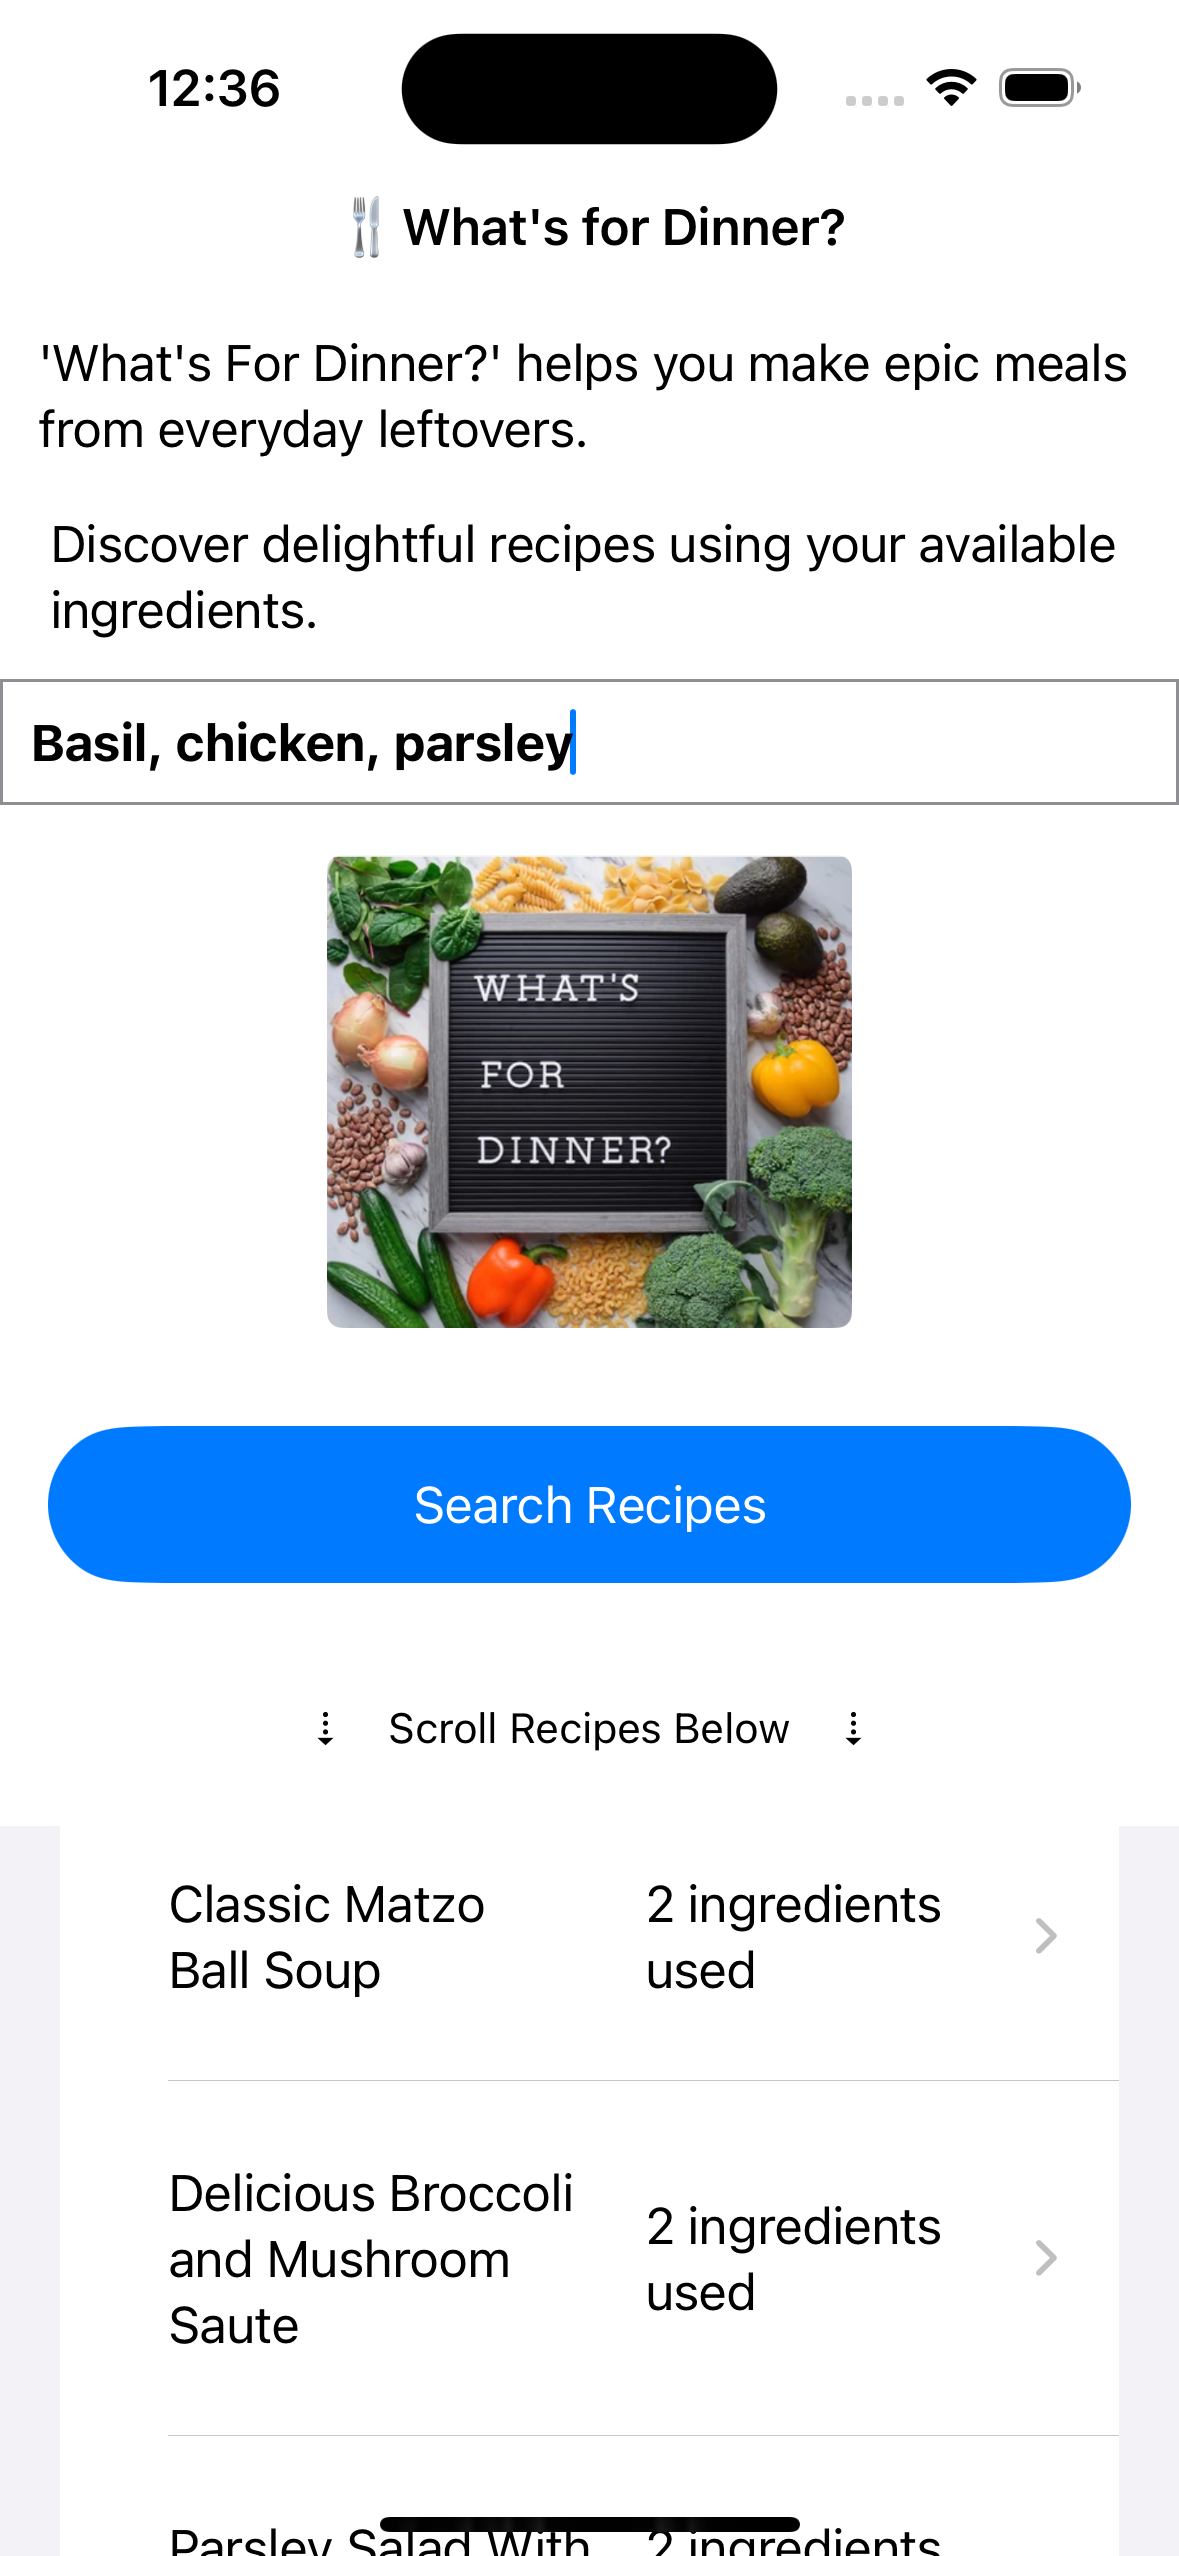 12:36
🍴 What's for Dinner?
'What's For Dinner?' helps you make epic meals
from everyday leftovers.
Discover delightful recipes using your available
ingredients.
Basil, chicken, parsley
WHAT'S
FOR
DINNER?
Search Recipes
⇣ Scroll Recipes Below ⇣
Classic Matzo
Ball Soup
2 ingredients
used
Delicious Broccoli
and Mushroom
Saute
2 ingredients
used
Parsley Salad With
2 ingredients